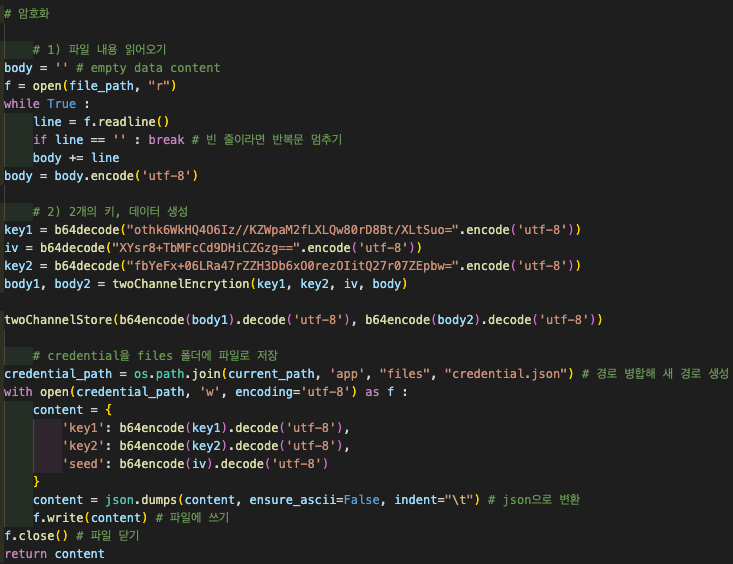 # 암호화
# 1) 파일 내용 읽어오기
body = '' # empty data content
f = open(file_path, "r")
while True :
line = f.readline()
if line == '' : break # 빈 줄이라면 반복문 멈추기
body += line
body = body.encode('utf-8')
# 2) 2개의 키, 데이터 생성
key1 = b64decode("othk6WkHQ4O6Iz//KZWpaM2fLXLQw80rD8Bt/XLtSuo=".encode('utf-8'))
iv = b64decode("XYsr8+TbMFcCd9DHiCZGzg==".encode('utf-8'))
key2 = b64decode("fbYeFx+06LRa47rZZH3Db6xO0rezOIitQ27r07ZEpbw=".encode('utf-8'))
body1, body2 = twoChannelEncrytion(key1, key2, iv, body)
twoChannelStore(b64encode(body1).decode('utf-8'), b64encode(body2).decode('utf-8'))
# credential을 files 폴더에 파일로 저장
credential_path = os.path.join(current_path, 'app', "files", "credential.json") # 경로 병합해 새 경로 생성
with open(credential_path, 'w', encoding='utf-8') as f :
content = {
'key1': b64encode(key1).decode('utf-8'),
'key2': b64encode(key2).decode('utf-8'),
'seed': b64encode(iv).decode('utf-8')
}
content = json.dumps(content, ensure_ascii=False, indent="\t") # json으로 변환
f.write(content) # 파일에 쓰기
f.close() # 파일 닫기
return content